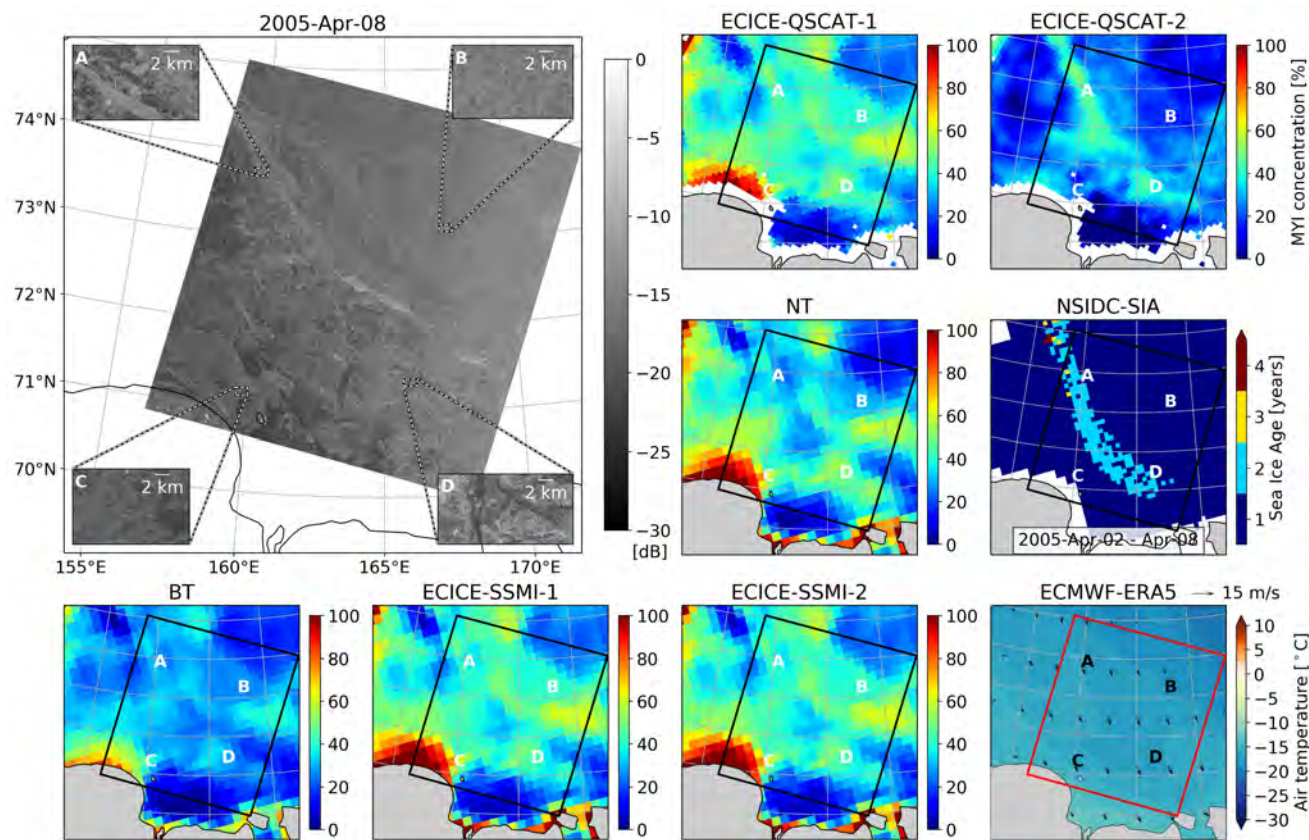 2005-Apr-08
A
2 km
B
2 km
C
2 km
D
2 km
74°N
73°N
72°N
71°N
70°N
155°E
160°E
165°E
170°E
0
−5
−10
−15
−20
−25
−30
[dB]
ECICE-QSCAT-1
A
B
C
D
100
80
60
40
20
0
ECICE-QSCAT-2
A
B
C
D
100
80
60
40
20
0
MYI concentration [%]
NT
A
B
C
D
100
80
60
40
20
0
NSIDC-SIA
A
B
C
D
2005-Apr-02 - Apr-08
4
3
2
1
Sea Ice Age [years]
BT
A
B
C
D
100
80
60
40
20
0
ECICE-SSMI-1
A
B
C
D
100
80
60
40
20
0
ECICE-SSMI-2
A
B
C
D
100
80
60
40
20
0
ECMWF-ERA5
15 m/s
A
B
C
D
10
5
0
−5
−10
−15
−20
−25
−30
Air temperature [°C]